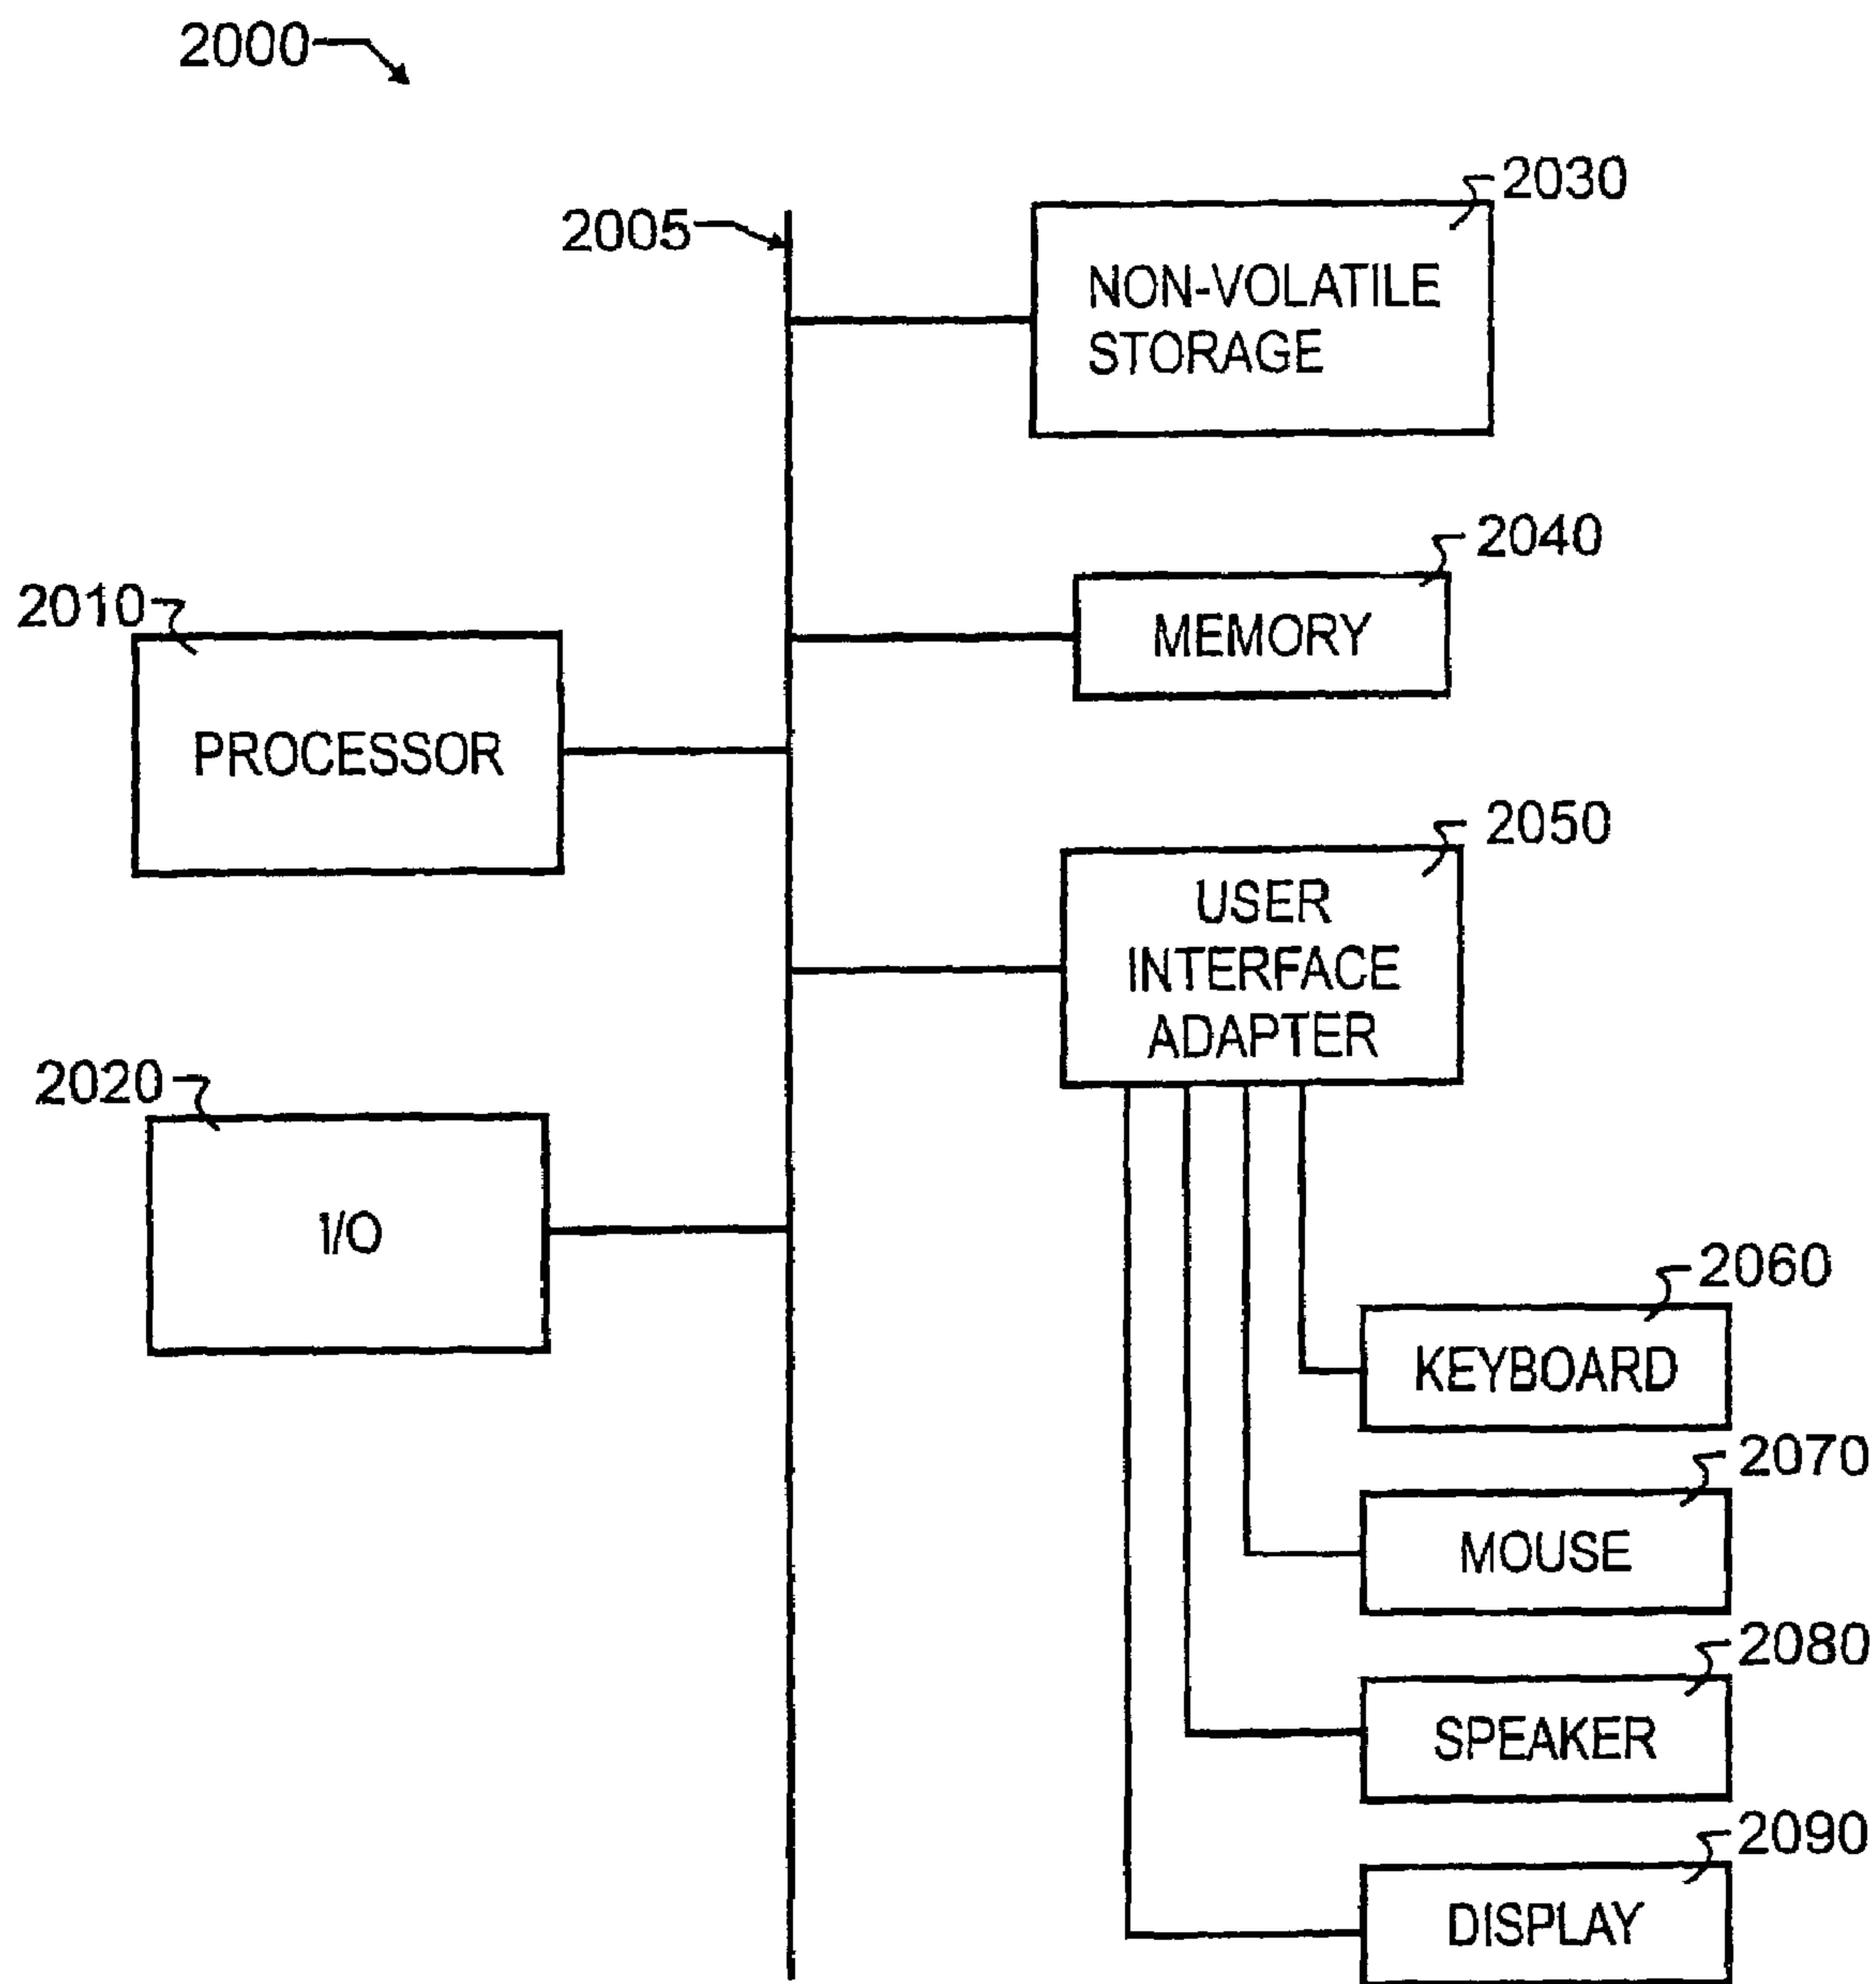 2000
2005
2030
NON-VOLATILE
STORAGE
2040
MEMORY
2010
PROCESSOR
2050
USER
INTERFACE
ADAPTER
2020
I/O
2060
KEYBOARD
2070
MOUSE
2080
SPEAKER
2090
DISPLAY